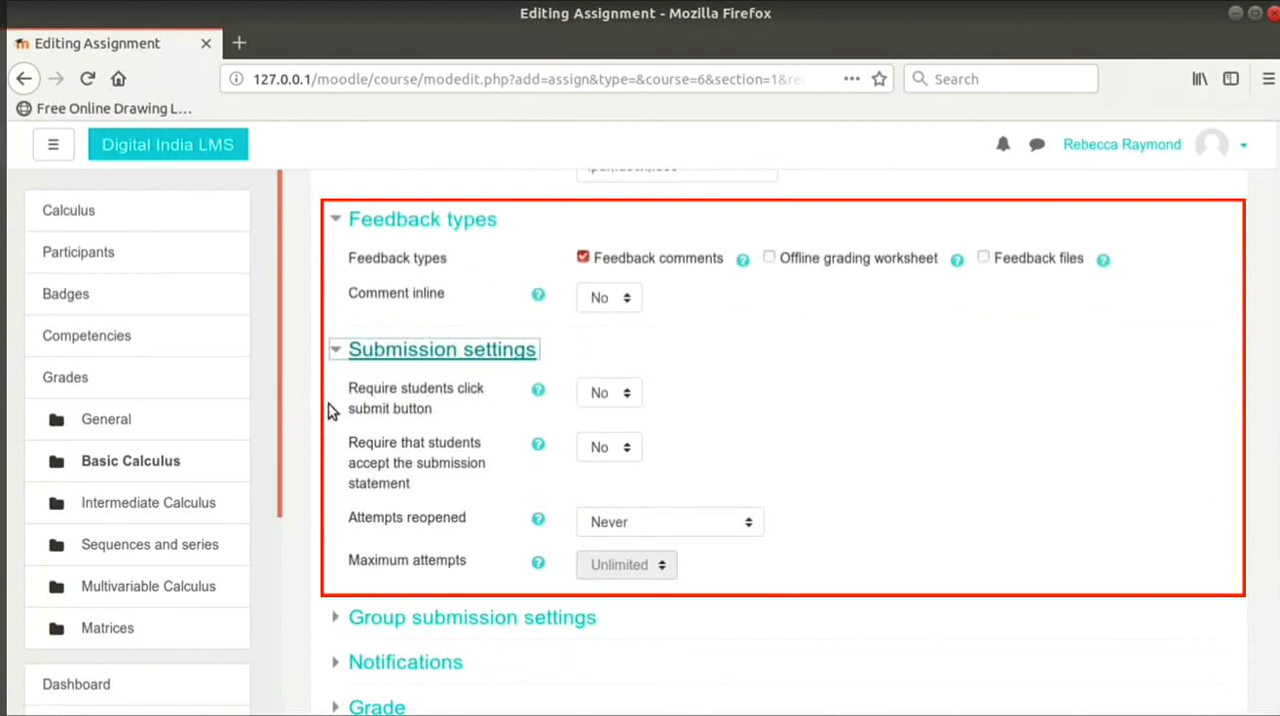 Editing Assignment - Mozilla Firefox
Editing Assignment
127.0.0.1/moodle/course/modedit.php?add=assign&type=&course=6&section=1&re
Search
Free Online Drawing L...
Digital India LMS
Rebecca Raymond
Calculus
Participants
Badges
Competencies
Grades
General
Basic Calculus
Intermediate Calculus
Sequences and series
Multivariable Calculus
Matrices
Dashboard
Feedback types
Feedback types
Feedback comments
Offline grading worksheet
Feedback files
Comment inline
No
Submission settings
Require students click
submit button
No
Require that students
accept the submission
statement
No
Attempts reopened
Never
Maximum attempts
Unlimited
Group submission settings
Notifications
Grade